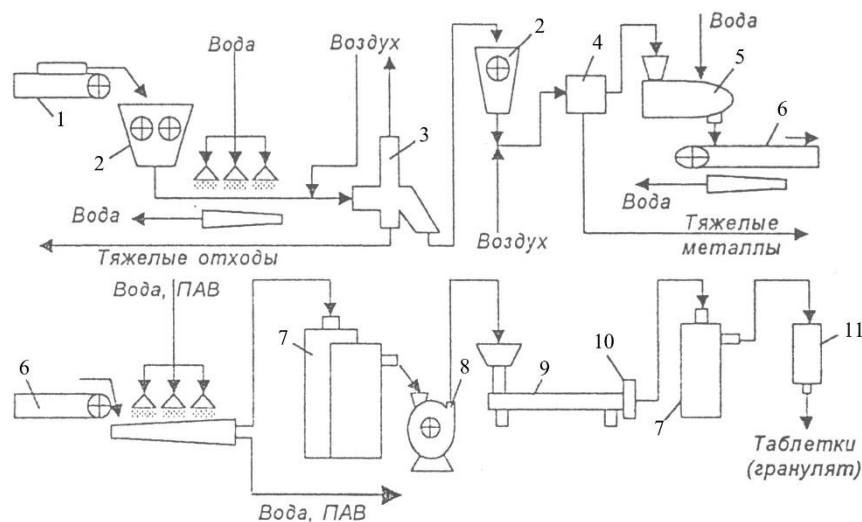 Вода
Воздух
2
4
Вода
5
1
6
2
3
Вода
Вода
Воздух
Тяжелые
металлы
Тяжелые отходы
Вода, ПАВ
6
7
8
9
10
11
7
Таблетки
(гранулят)
Вода, ПАВ